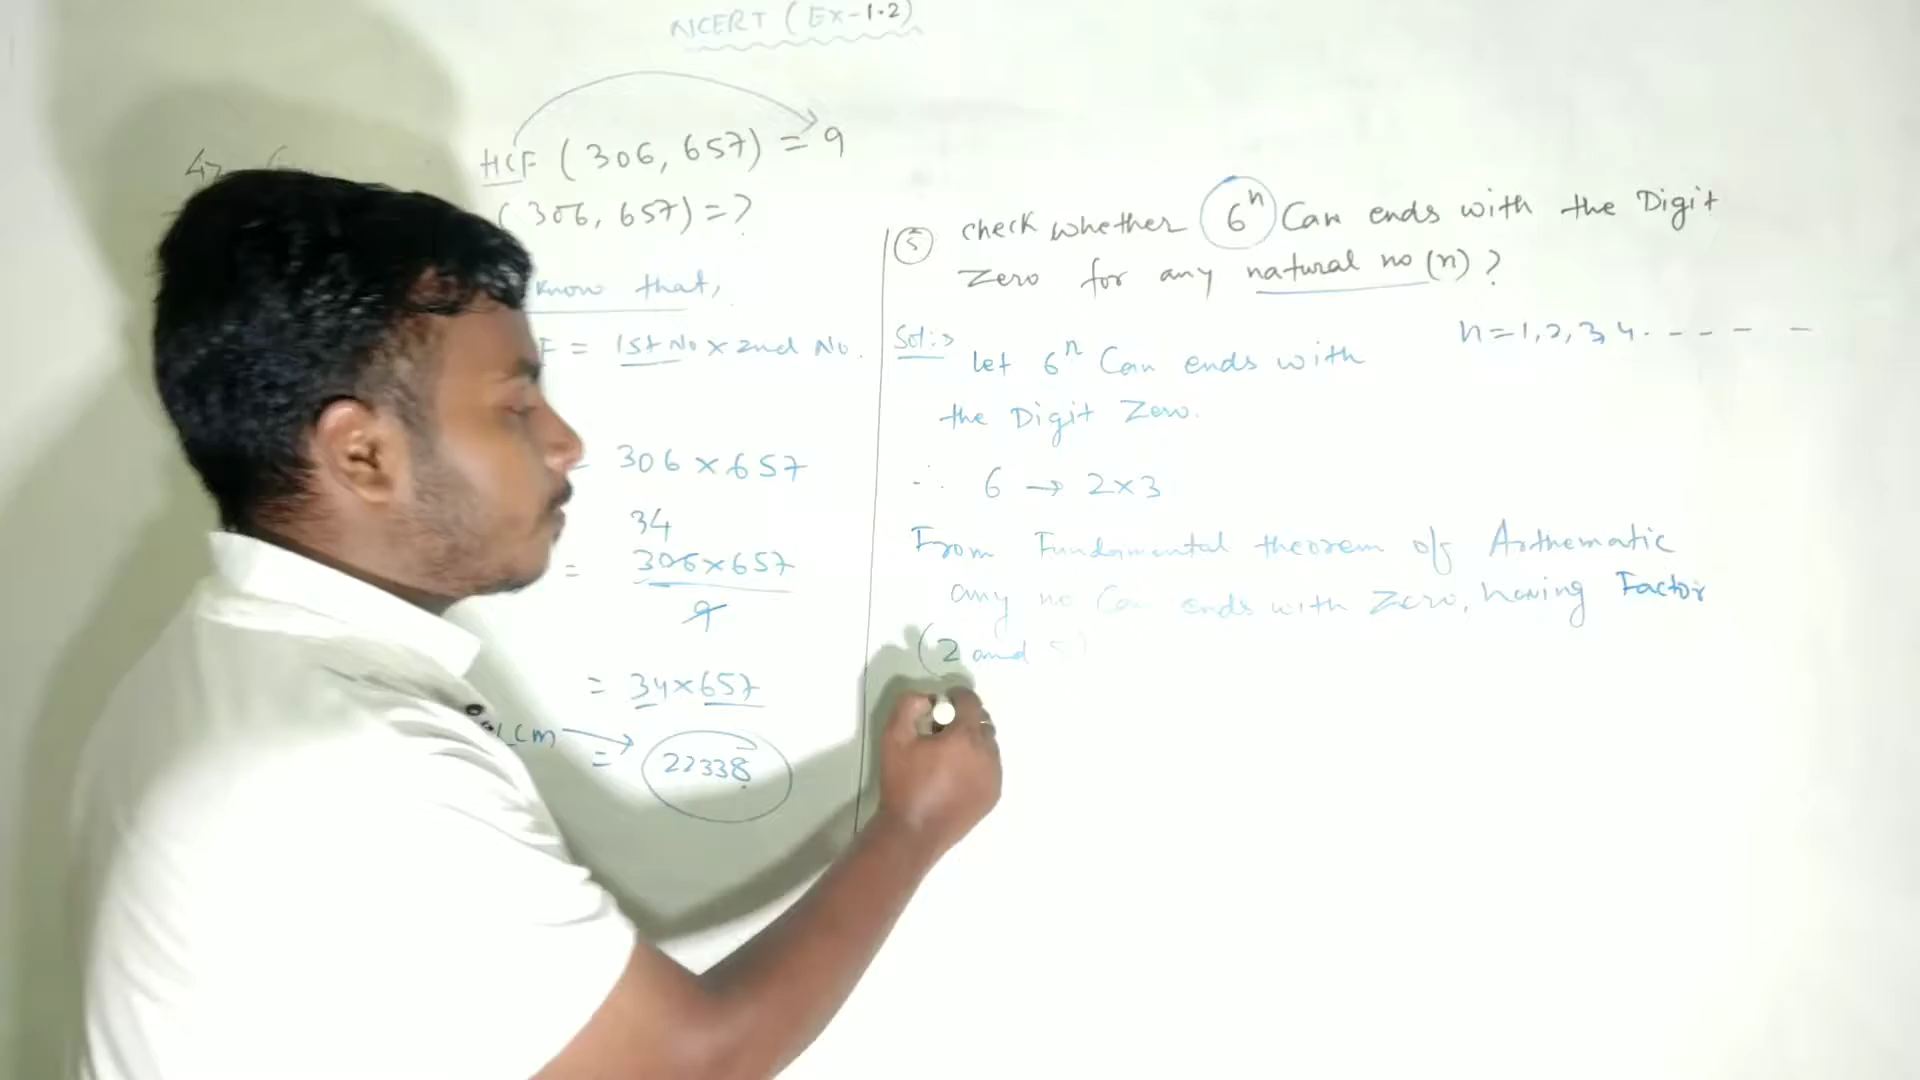 NCERT (Ex-1.2)
HCF (306, 657) = 9
(306, 657) = ?
know that,
F = 1st No x 2nd No.
= 306 x 657
34
= 306x657
9
= 34x657
LCM
= 22338
5 check whether 6^n Can ends with the Digit
Zero for any natural no (n) ?
Sol:> n=1,2,3,4. - - - - -
let 6^n Can ends with
the Digit Zero.
∴ 6 → 2x3
From Fundamental theorem of Arthematic
any no Can ends with Zero, having Factor
(2 and 5)